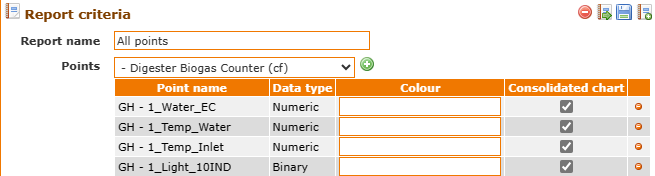 Report criteria
Report name All points
Points - Digester Biogas Counter (cf)
Point name Data type Colour Consolidated chart
GH - 1_Water_EC Numeric
GH - 1_Temp_Water Numeric
GH - 1_Temp_Inlet Numeric
GH - 1_Light_10IND Binary